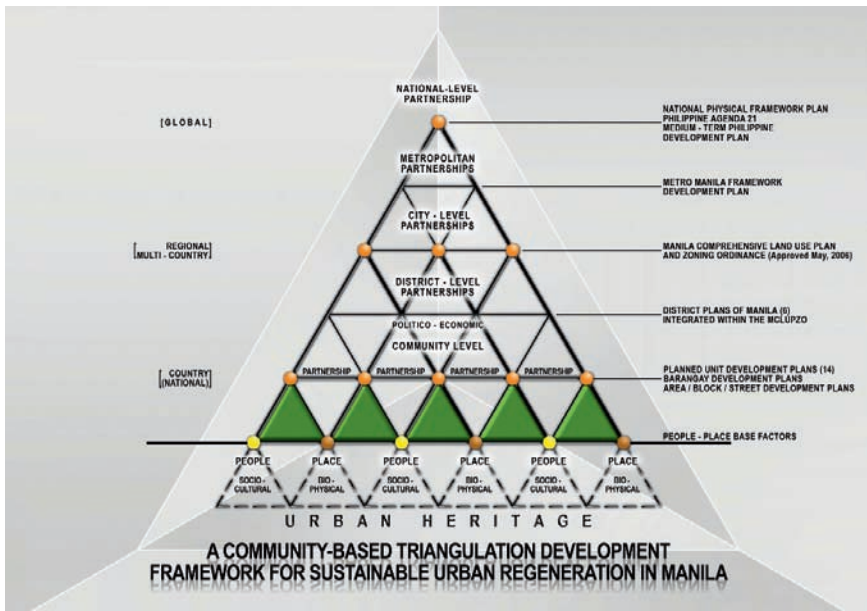 NATIONAL-LEVEL
PARTNERSHIP
[GLOBAL]
NATIONAL PHYSICAL FRAMEWORK PLAN
PHILIPPINE AGENDA 21
MEDIUM - TERM PHILIPPINE
DEVELOPMENT PLAN
METROPOLITAN
PARTNERSHIPS
METRO MANILA FRAMEWORK
DEVELOPMENT PLAN
CITY - LEVEL
PARTNERSHIPS
[REGIONAL
MULTI - COUNTRY]
MANILA COMPREHENSIVE LAND USE PLAN
AND ZONING ORDINANCE (Approved May, 2006)
DISTRICT - LEVEL
PARTNERSHIPS
DISTRICT PLANS OF MANILA (6)
INTEGRATED WITHIN THE MCLUPZO
POLITICO - ECONOMIC
COMMUNITY LEVEL
[COUNTRY
(NATIONAL)]
PARTNERSHIP PARTNERSHIP PARTNERSHIP PARTNERSHIP
PLANNED UNIT DEVELOPMENT PLANS (14)
BARANGAY DEVELOPMENT PLANS
AREA / BLOCK / STREET DEVELOPMENT PLANS
PEOPLE - PLACE BASE FACTORS
PEOPLE PLACE PEOPLE PLACE PEOPLE PLACE
SOCIO - BIO - SOCIO - BIO - SOCIO - BIO -
CULTURAL PHYSICAL CULTURAL PHYSICAL CULTURAL PHYSICAL
URBAN HERITAGE
A COMMUNITY-BASED TRIANGULATION DEVELOPMENT
FRAMEWORK FOR SUSTAINABLE URBAN REGENERATION IN MANILA